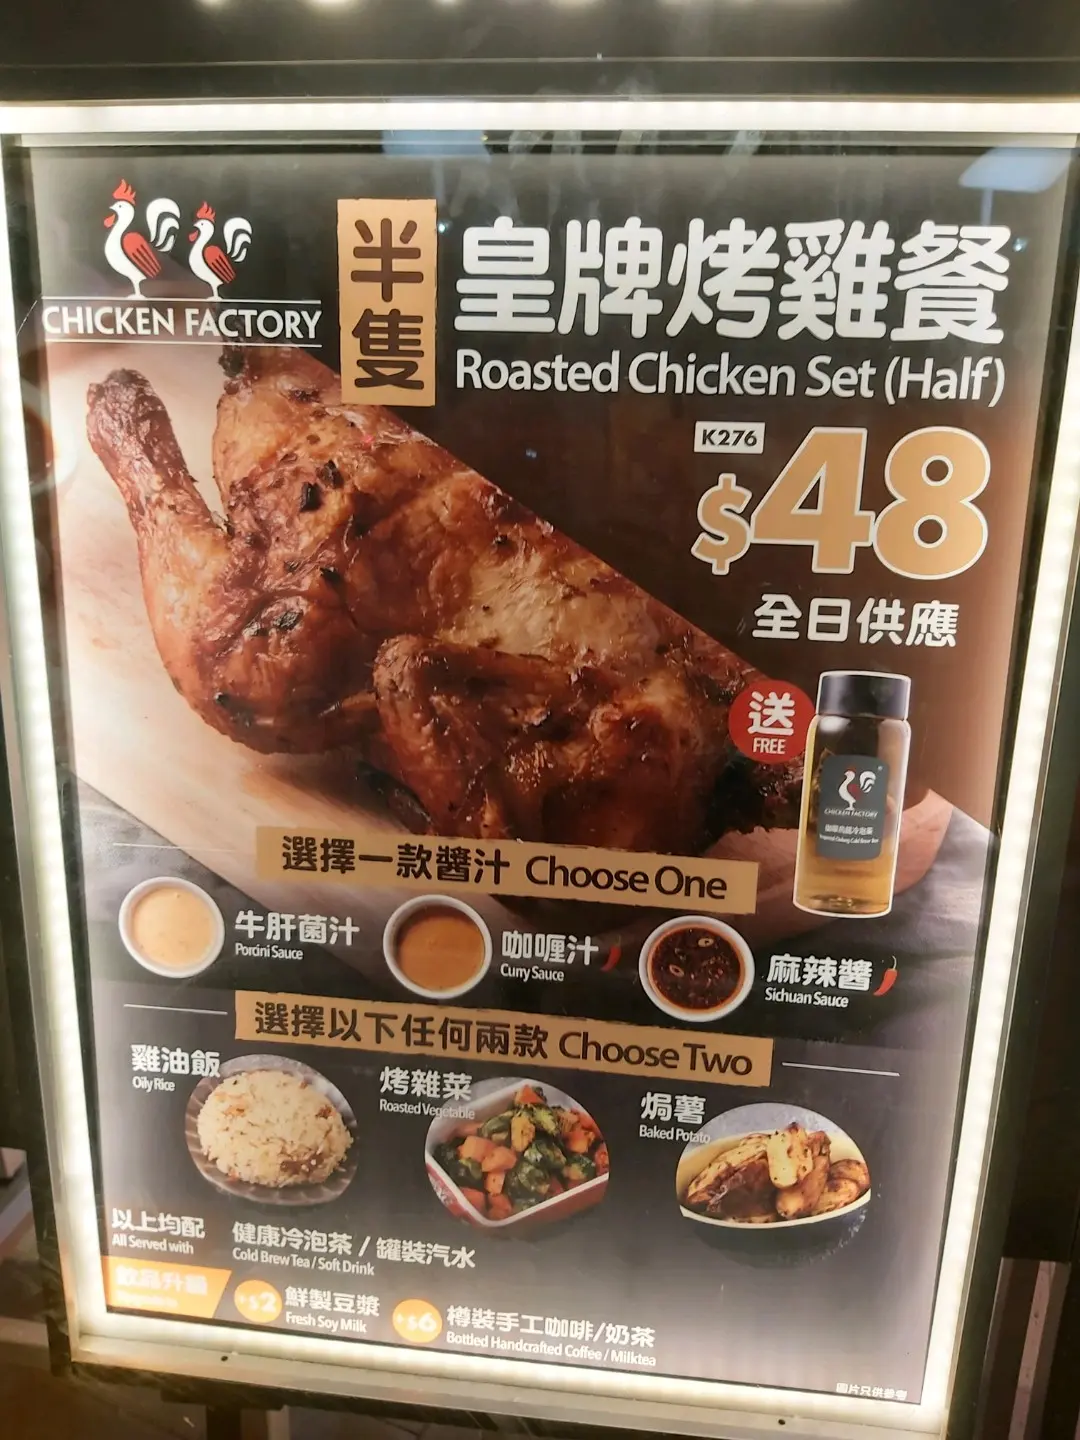 CHICKEN FACTORY
半隻
皇牌烤雞餐
Roasted Chicken Set (Half)
K276
$48
全日供應
送
FREE
CHICKEN FACTORY
選擇一款醬汁 Choose One
牛肝菌汁
Porcini Sauce
咖喱汁
Curry Sauce
麻辣醬
Sichuan Sauce
選擇以下任何兩款 Choose Two
雞油飯
Oily Rice
烤雜菜
Roasted Vegetable
焗薯
Baked Potato
以上均配
All Served with
健康冷泡茶 / 罐裝汽水
Cold Brew Tea / Soft Drink
飲品升級
+$2
鮮製豆漿
Fresh Soy Milk
+$6
樽裝手工咖啡/奶茶
Bottled Handcrafted Coffee / Milktea
圖片只供參考